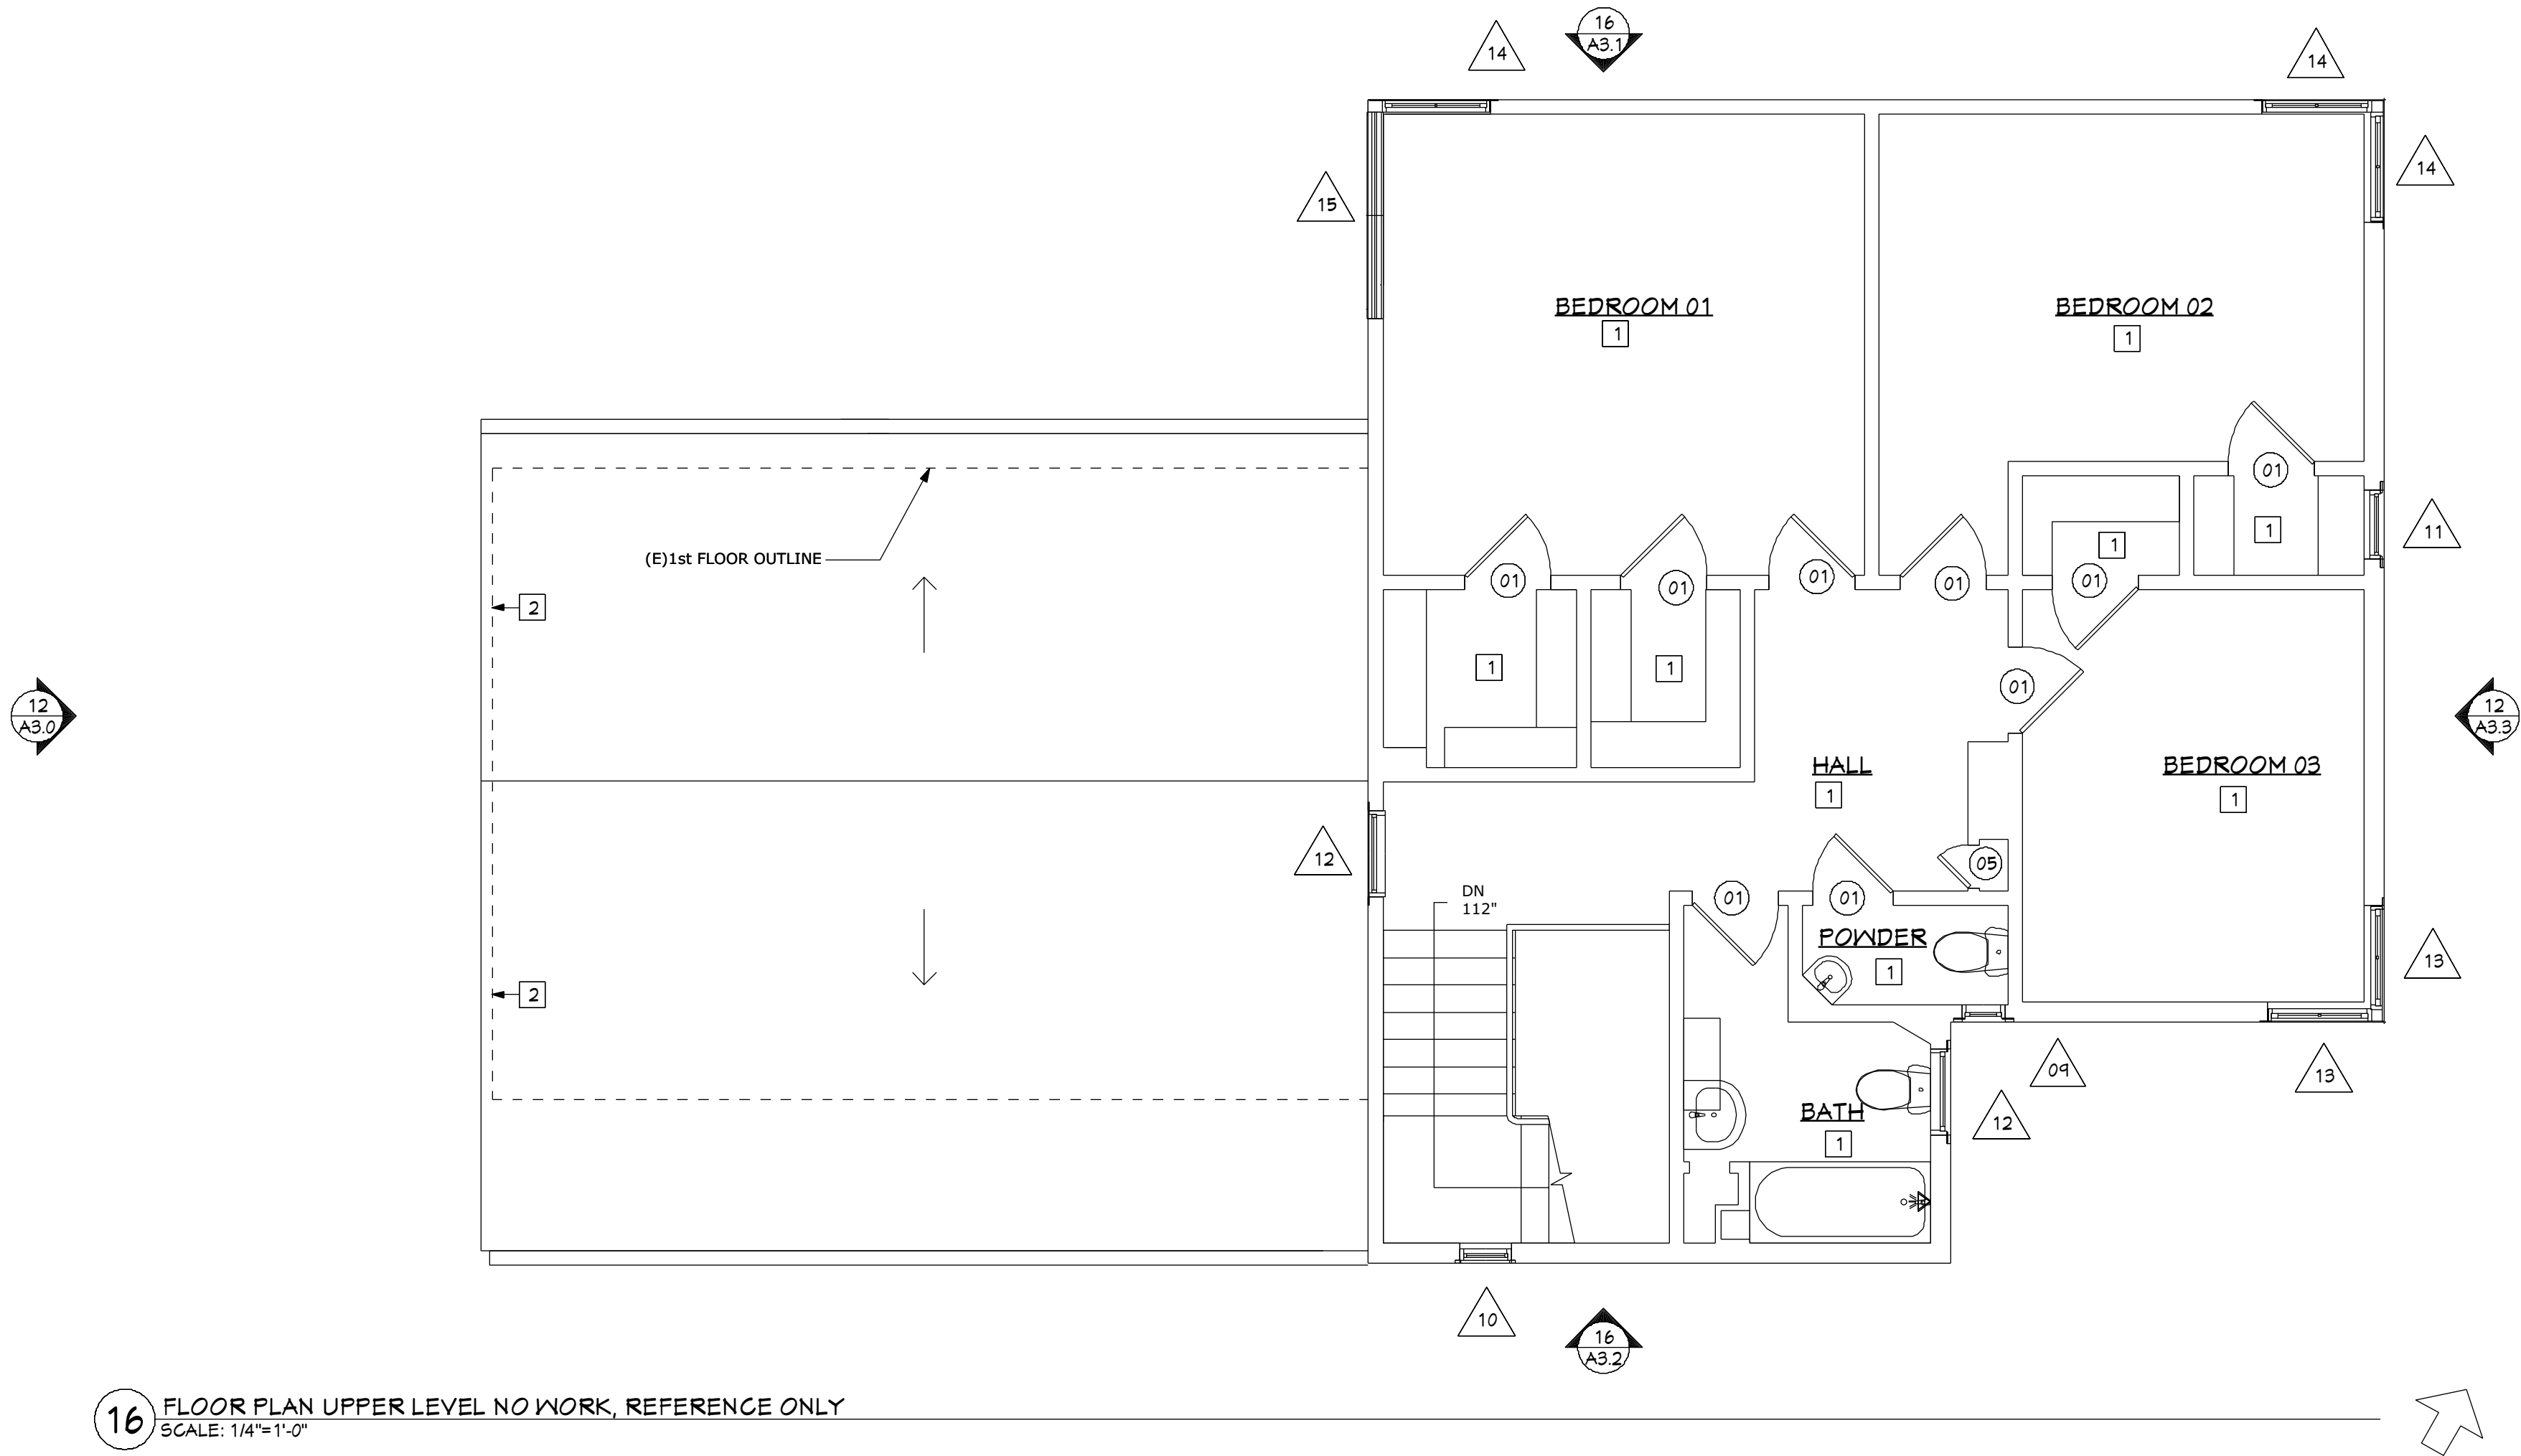 16
A3.1
14
14
14
15
BEDROOM 01
1
BEDROOM 02
1
01
11
1
1
01
(E)1st FLOOR OUTLINE
01
01
01
01
2
1
1
01
12
A3.0
12
A3.3
HALL
1
BEDROOM 03
1
12
05
DN
112"
01
01
POWDER
1
13
2
09
13
BATH
1
12
10
16
A3.2
16
FLOOR PLAN UPPER LEVEL NO WORK, REFERENCE ONLY
SCALE: 1/4"=1'-0"